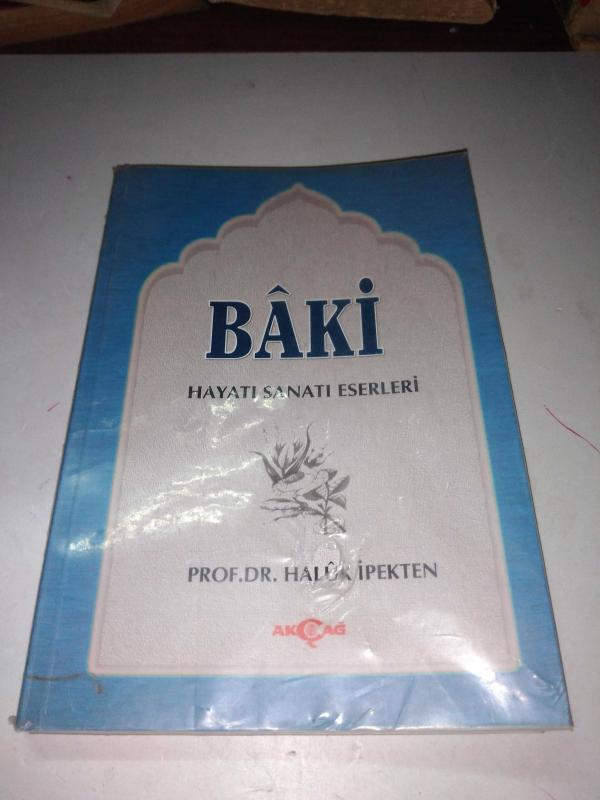 BÂKİ
HAYATI SANATI ESERLERİ
PROF.DR. HALÛK İPEKTEN
AKÇAĞ